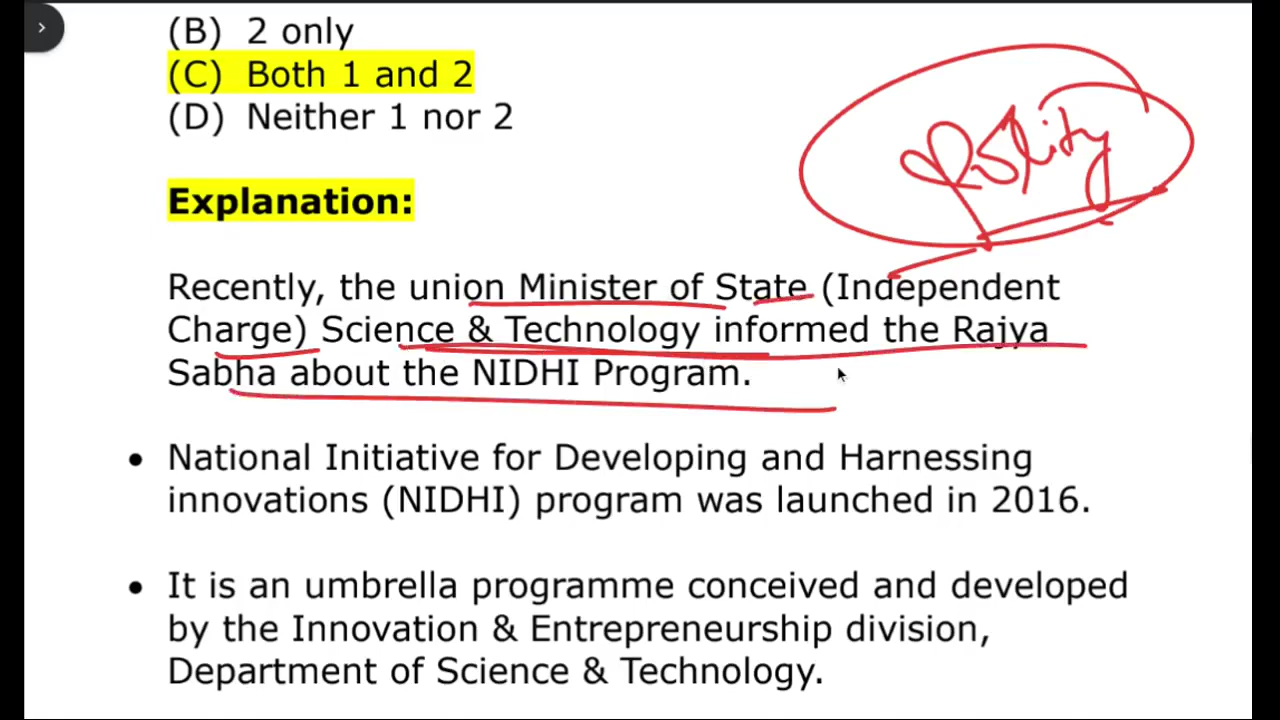 (B) 2 only
(C) Both 1 and 2
(D) Neither 1 nor 2
Polity
Explanation:
Recently, the union Minister of State (Independent
Charge) Science & Technology informed the Rajya
Sabha about the NIDHI Program.
• National Initiative for Developing and Harnessing
innovations (NIDHI) program was launched in 2016.
• It is an umbrella programme conceived and developed
by the Innovation & Entrepreneurship division,
Department of Science & Technology.